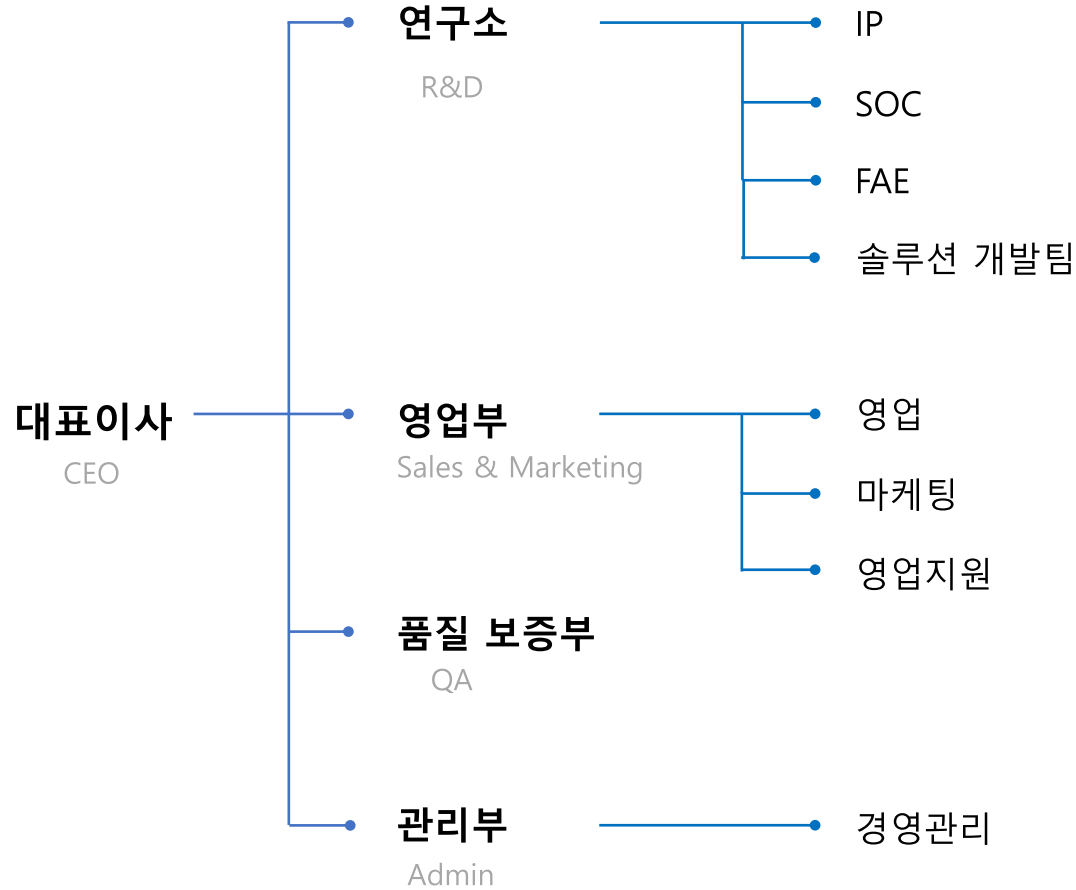 대표이사
CEO
연구소
R&D
IP
SOC
FAE
솔루션 개발팀
영업부
Sales & Marketing
영업
마케팅
영업지원
품질 보증부
QA
관리부
Admin
경영관리